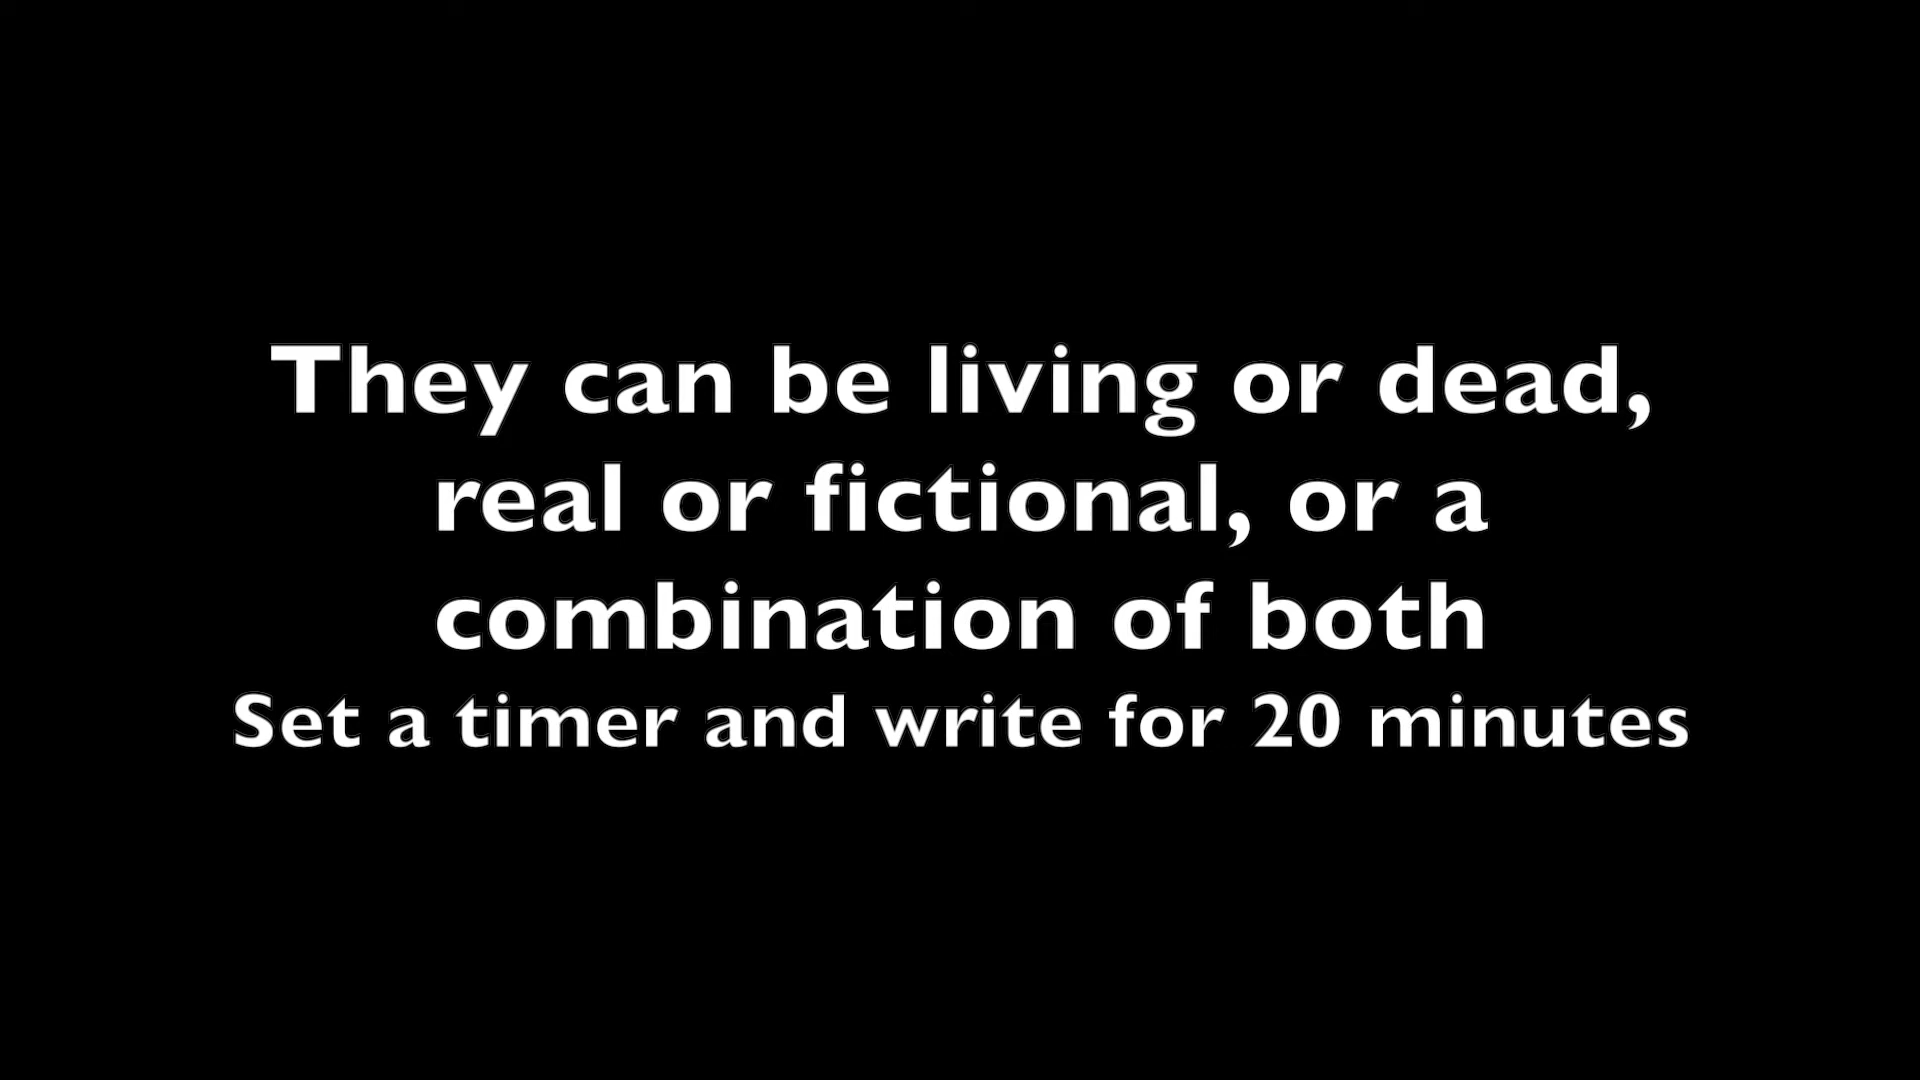 They can be living or dead,
real or fictional, or a
combination of both
Set a timer and write for 20 minutes